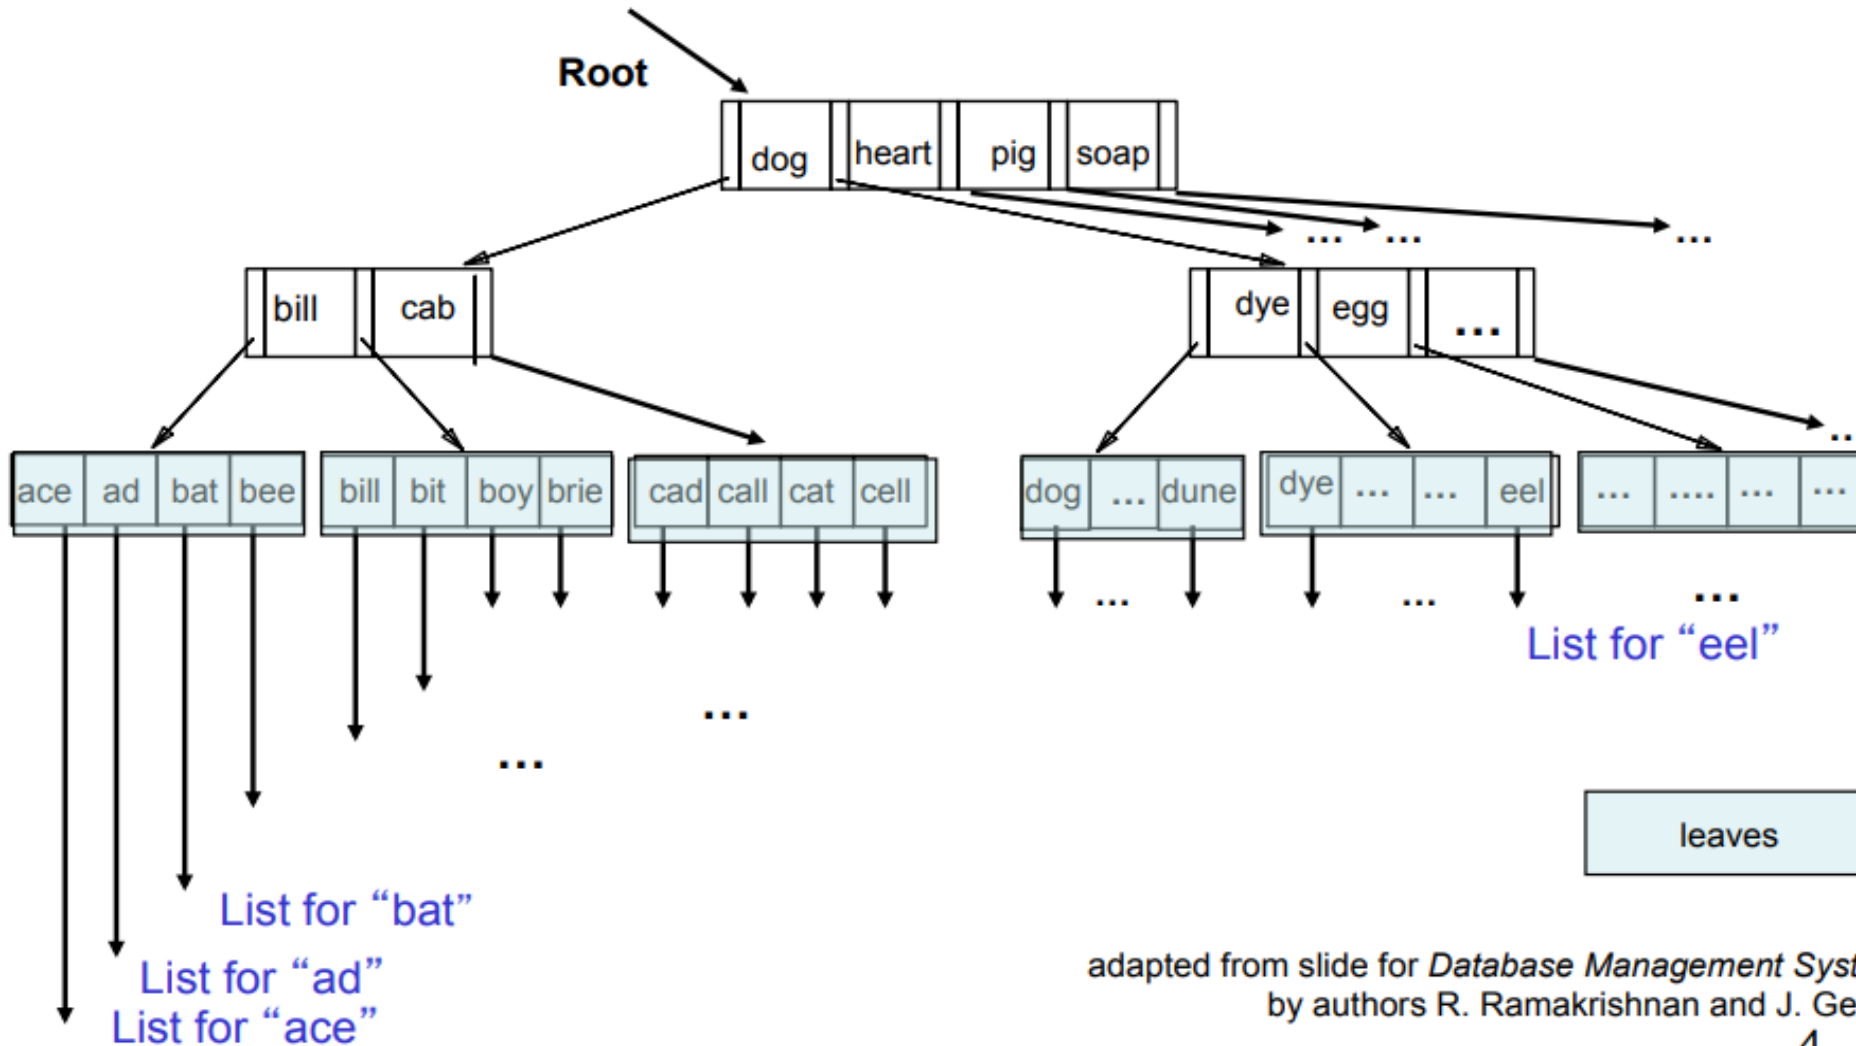 Root
dog heart pig soap
... ... ...
bill cab
dye egg ...
...
ace ad bat bee bill bit boy brie cad call cat cell dog ... dune dye ... ... eel ... .... ... ...
... ... ...
List for “eel”
...
...
leaves
List for “bat”
adapted from slide for Database Management Syst
List for “ad”
by authors R. Ramakrishnan and J. Ge
List for “ace”